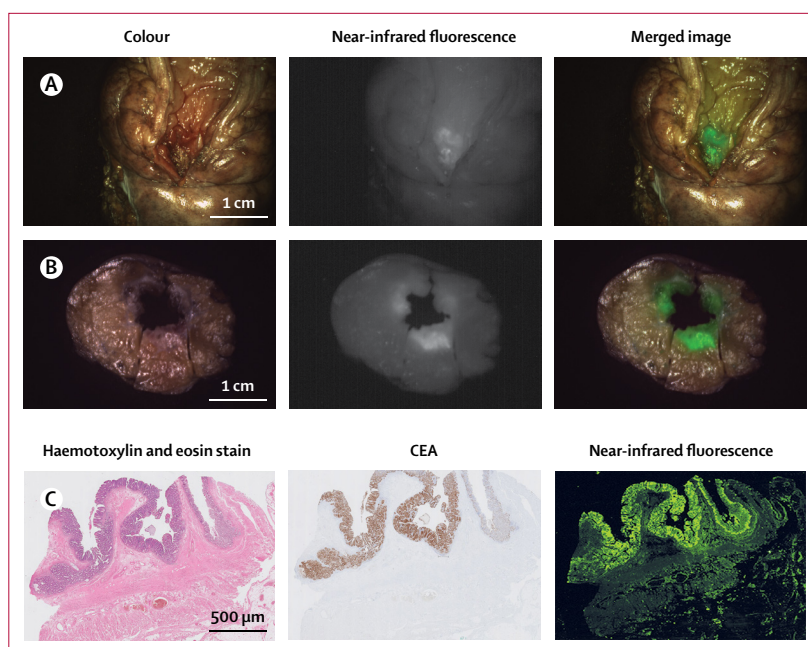 Colour
Near-infrared fluorescence
Merged image
A
1 cm
B
1 cm
Haemotoxylin and eosin stain
CEA
Near-infrared fluorescence
C
500 µm